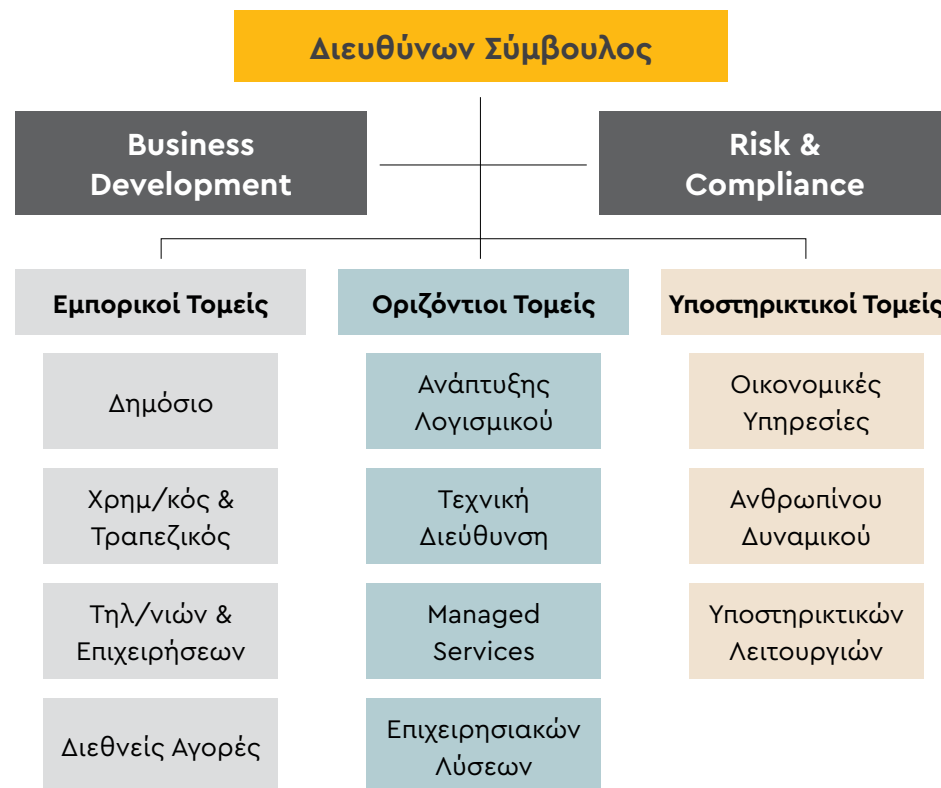 Διευθύνων Σύμβουλος
Business
Development
Risk &
Compliance
Εμπορικοί Τομείς
Δημόσιο
Χρημ/κός &
Τραπεζικός
Τηλ/νιών &
Επιχειρήσεων
Διεθνείς Αγορές
Οριζόντιοι Τομείς
Ανάπτυξης
Λογισμικού
Τεχνική
Διεύθυνση
Managed
Services
Επιχειρησιακών
Λύσεων
Υποστηρικτικοί Τομείς
Οικονομικές
Υπηρεσίες
Ανθρωπίνου
Δυναμικού
Υποστηρικτικών
Λειτουργιών